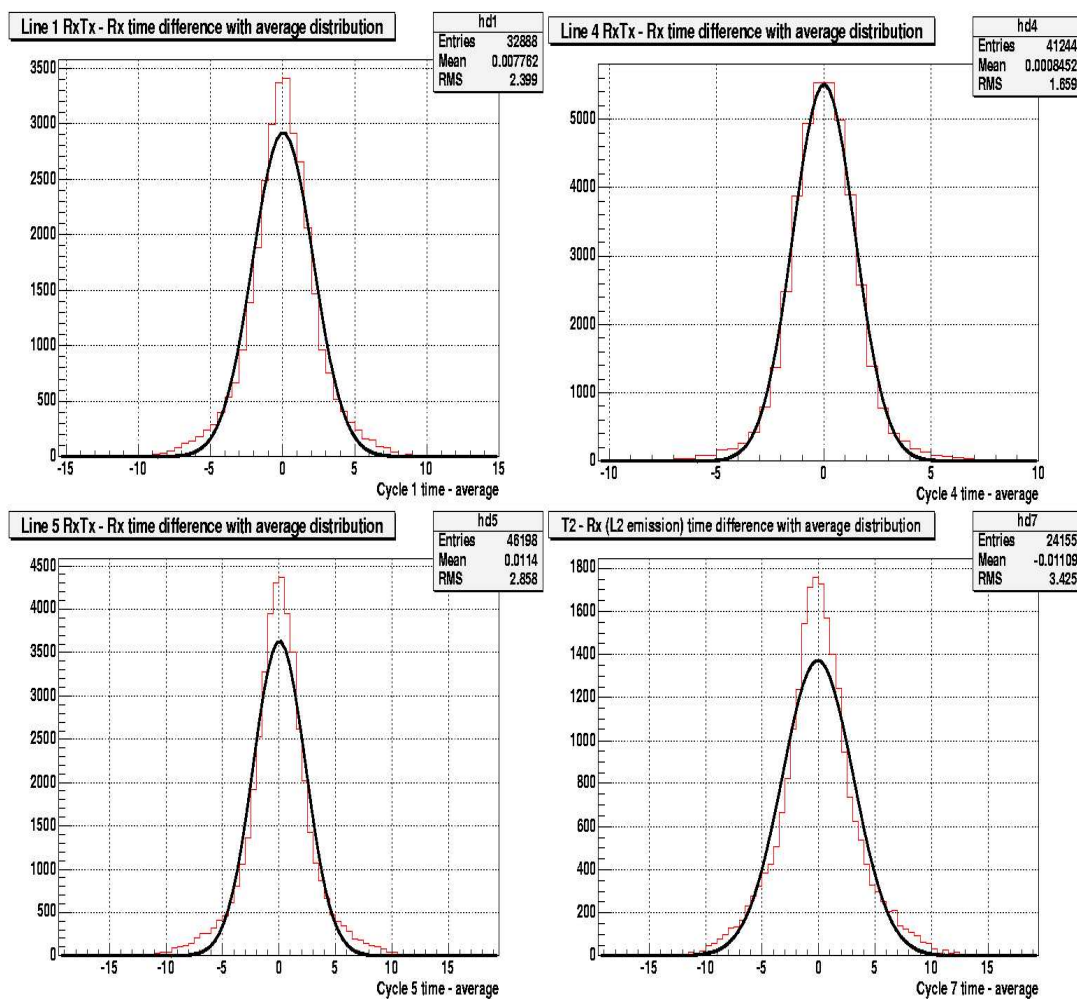 Line 1 RxTx - Rx time difference with average distribution
hd1
Entries 32888
Mean 0.007762
RMS 2.399
3500
3000
2500
2000
1500
1000
500
0
-15 -10 -5 0 5 10 15
Cycle 1 time - average
Line 4 RxTx - Rx time difference with average distribution
hd4
Entries 41244
Mean 0.0008452
RMS 1.659
5000
4000
3000
2000
1000
0
-10 -5 0 5 10
Cycle 4 time - average
Line 5 RxTx - Rx time difference with average distribution
hd5
Entries 46198
Mean 0.0114
RMS 2.858
4500
4000
3500
3000
2500
2000
1500
1000
500
0
-15 -10 -5 0 5 10 15
Cycle 5 time - average
T2 - Rx (L2 emission) time difference with average distribution
hd7
Entries 24155
Mean -0.01109
RMS 3.425
1800
1600
1400
1200
1000
800
600
400
200
0
-15 -10 -5 0 5 10 15
Cycle 7 time - average